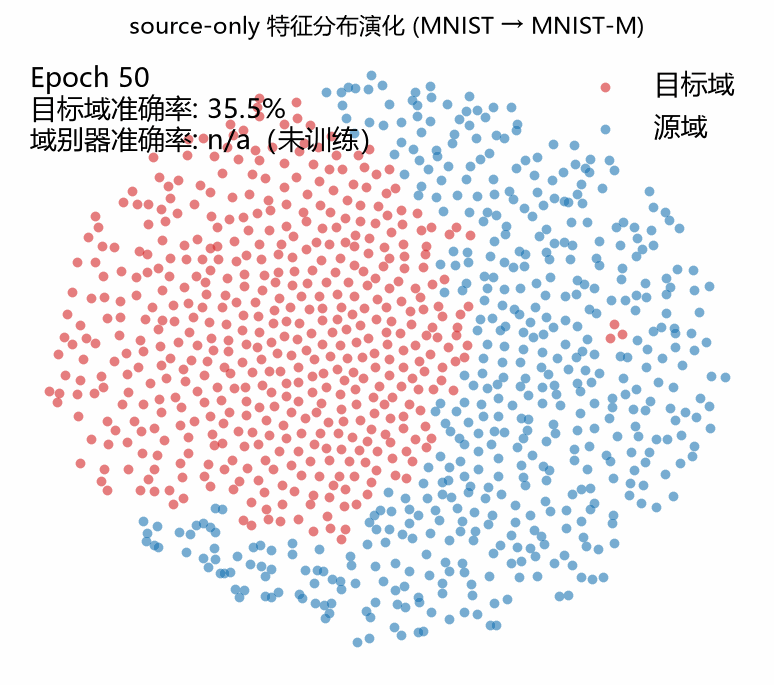 source-only 特征分布演化 (MNIST → MNIST-M)
Epoch 50
目标域准确率: 35.5%
域别器准确率: n/a（未训练）
目标域
源域